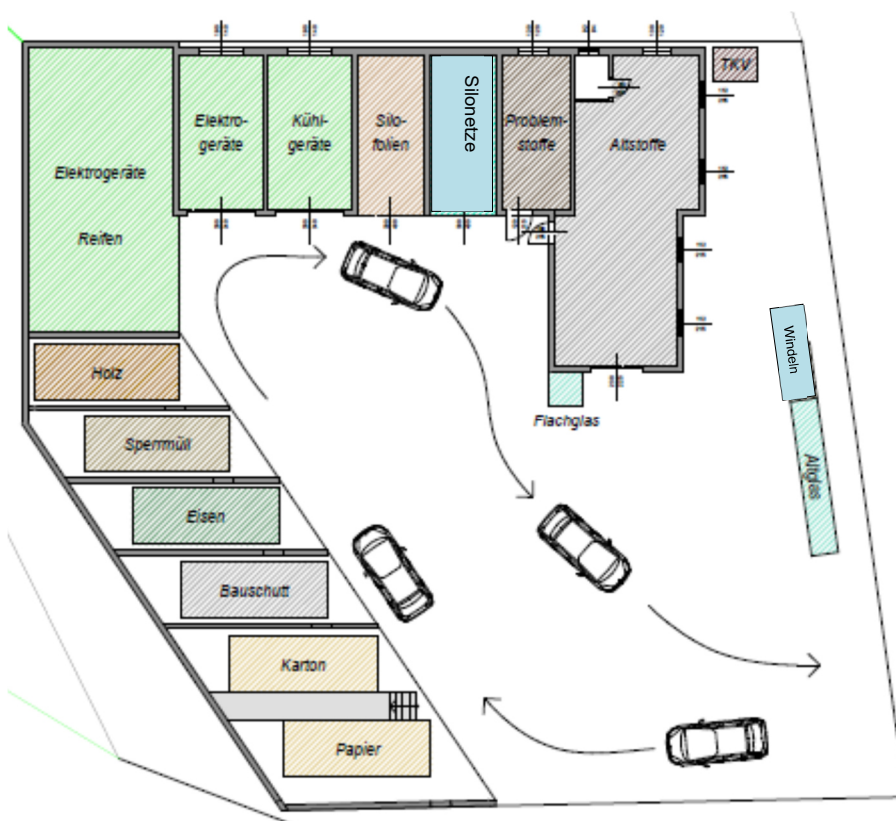 TKV
Elektro-
geräte
Kühl-
geräte
Silo-
folien
Silonetze
Problem-
stoffe
Altstoffe
Elektrogeräte
Reifen
Holz
Sperrmüll
Eisen
Bauschutt
Karton
Papier
Flachglas
Windeln
Altglas